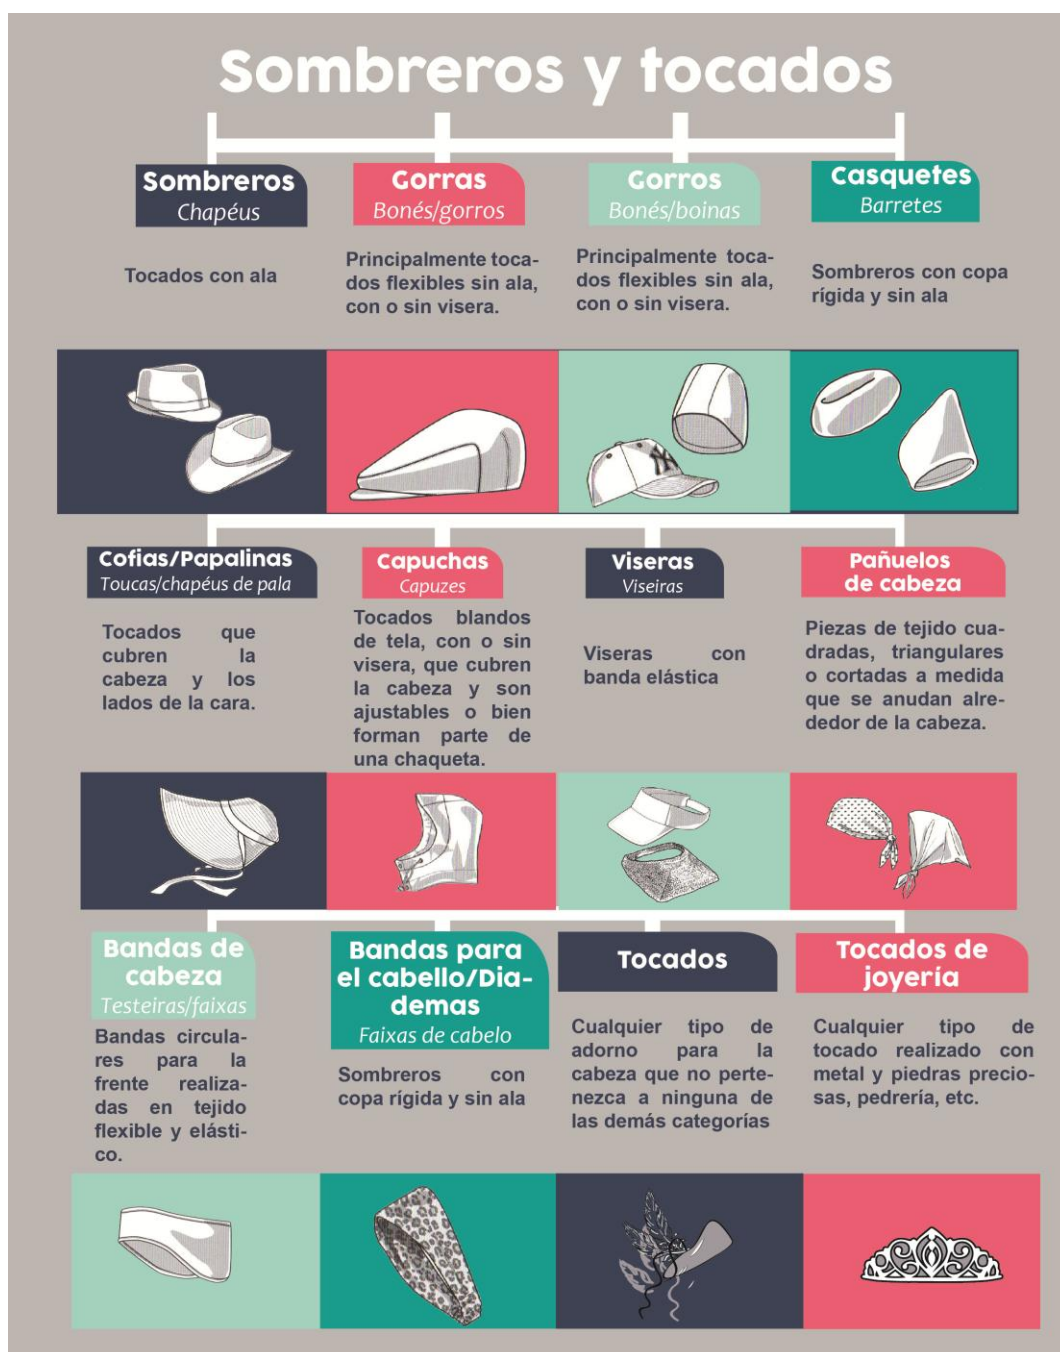 Sombreros y tocados
Sombreros
Chapéus
Tocados con ala
Gorras
Bonés/gorros
Principalmente toca-
dos flexibles sin ala,
con o sin visera.
Gorros
Bonés/boinas
Principalmente toca-
dos flexibles sin ala,
con o sin visera.
Casquetes
Barretes
Sombreros con copa
rígida y sin ala
NY
Cofias/Papalinas
Toucas/chapéus de pala
Tocados que
cubren la
cabeza y los
lados de la cara.
Capuchas
Capuzes
Tocados blandos
de tela, con o sin
visera, que cubren
la cabeza y son
ajustables o bien
forman parte de
una chaqueta.
Viseras
Viseiras
Viseras con
banda elástica
Pañuelos
de cabeza
Piezas de tejido cua-
dradas, triangulares
o cortadas a medida
que se anudan alre-
dedor de la cabeza.
Bandas de
cabeza
Testeiras/faixas
Bandas circula-
res para la
frente realiza-
das en tejido
flexible y elásti-
co.
Bandas para
el cabello/Dia-
demas
Faixas de cabelo
Sombreros con
copa rígida y sin ala
Tocados
Cualquier tipo de
adorno para la
cabeza que no perte-
nezca a ninguna de
las demás categorías
Tocados de
joyería
Cualquier tipo de
tocado realizado con
metal y piedras precio-
sas, pedrería, etc.